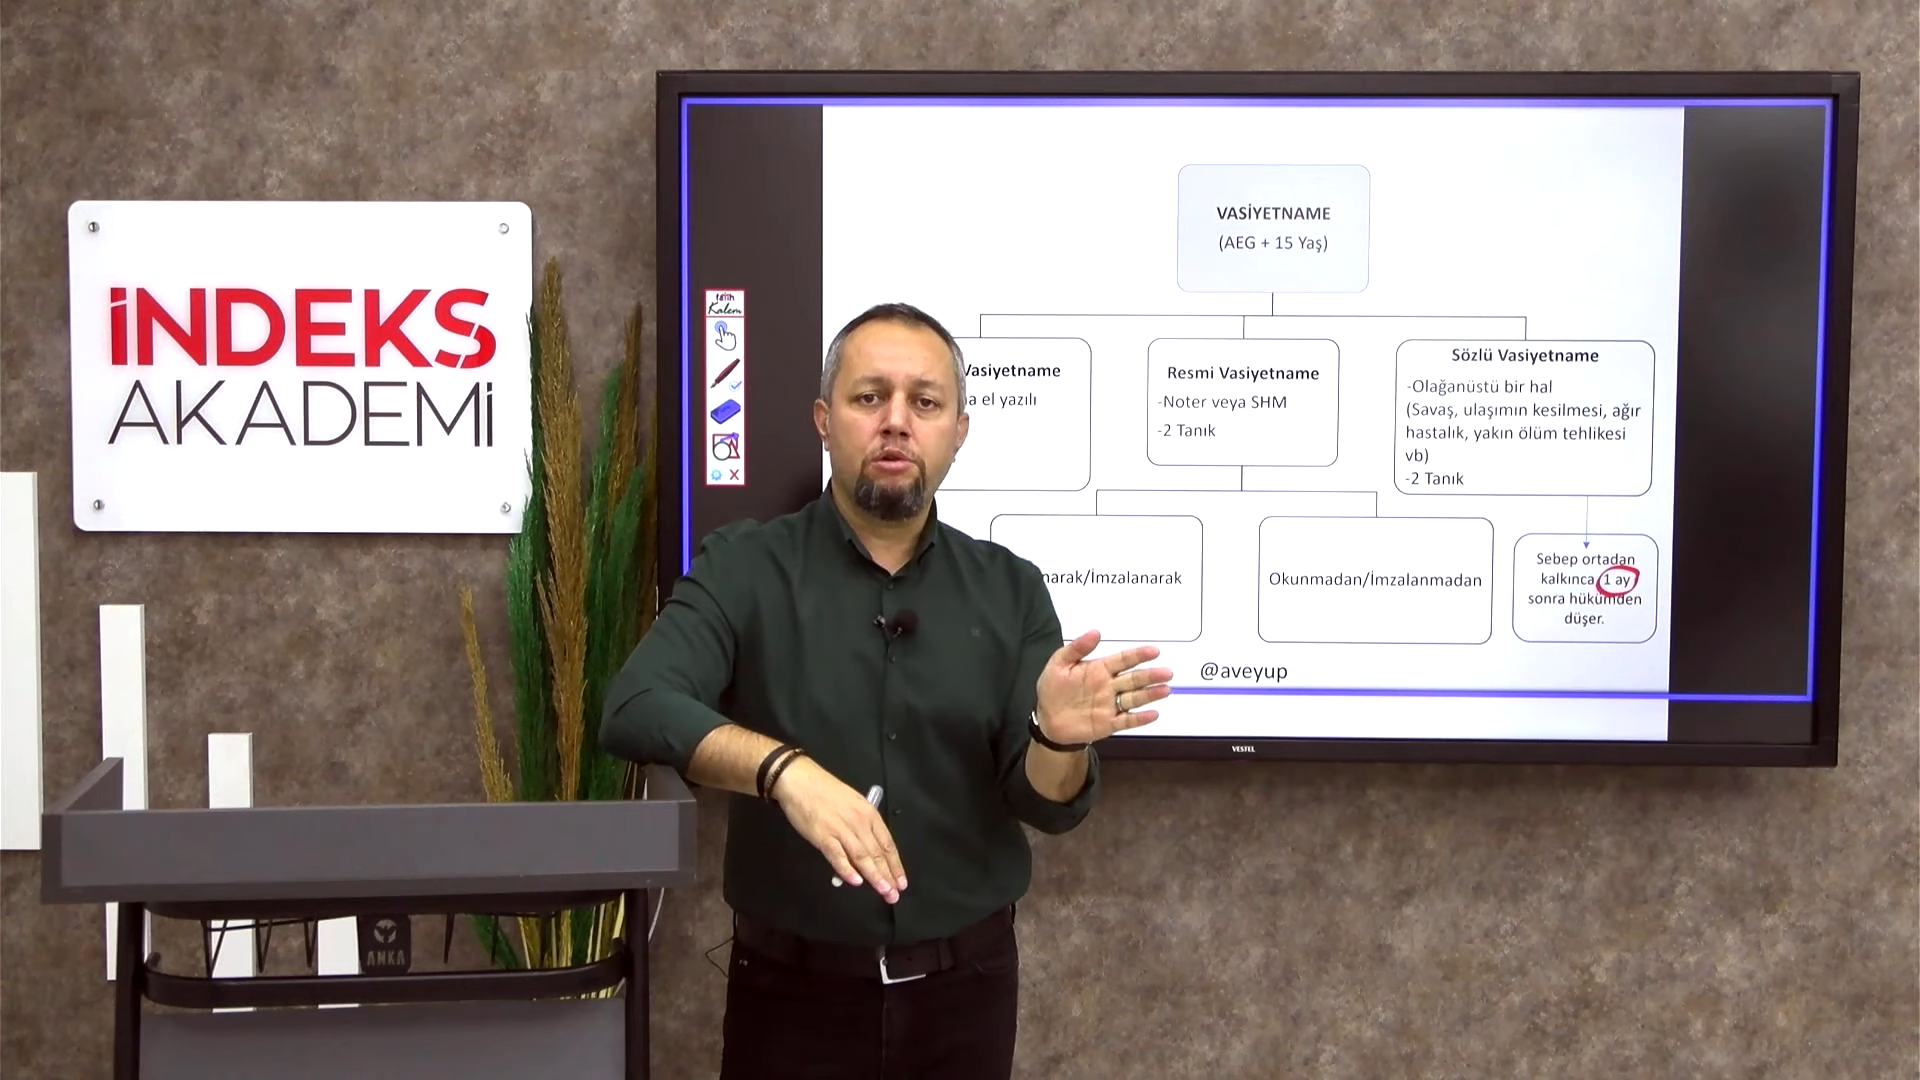 İNDEKS
AKADEMİ
fatih
Kalem
VASİYETNAME
(AEG + 15 Yaş)
Vasiyetname
el yazılı
Resmi Vasiyetname
-Noter veya SHM
-2 Tanık
Sözlü Vasiyetname
-Olağanüstü bir hal
(Savaş, ulaşımın kesilmesi, ağır
hastalık, yakın ölüm tehlikesi
vb)
-2 Tanık
/İmzalanarak
Okunmadan/İmzalanmadan
Sebep ortadan
kalkınca 1 ay
sonra hükümden
düşer.
@aveyup
VESTEL
ANKA